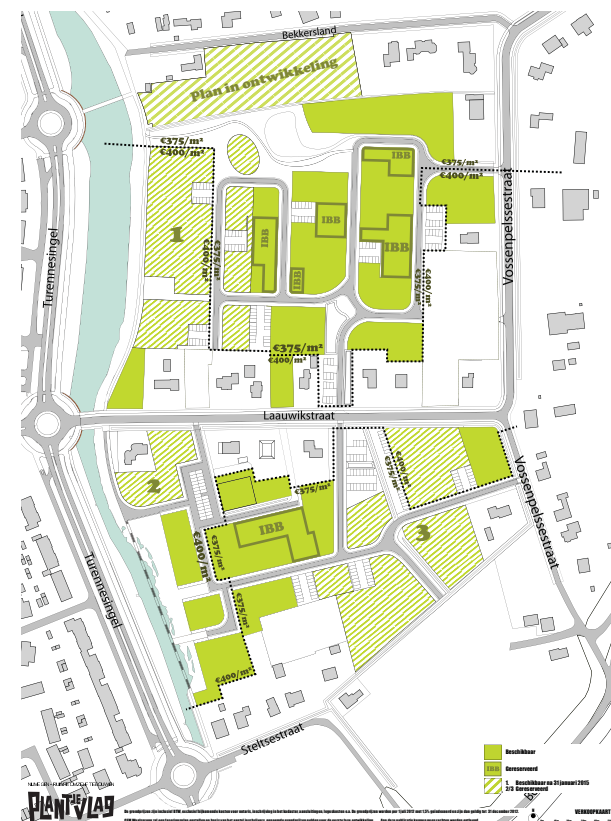 Bekkersland
Plan in ontwikkeling
€375/m²
€400/m²
IBB
€375/m²
€400/m²
Vossenpelssestraat
Turennesingel
1
€400/m²
€375/m²
IBB
IBB
IBB
IBB
€375/m²
€400/m²
€375/m²
€400/m²
Laauwikstraat
2
€375/m²
€400/m²
€375/m²
Vossenpelssestraat
IBB
3
€400/m²
€375/m²
Turennesingel
€375/m²
€400/m²
Steltsestraat
Beschikbaar
IBB Gereserveerd
1. Beschikbaar na 31 januari 2015
2/3 Gereserveerd
PLANTJEVLAG
VERKOOPKAART